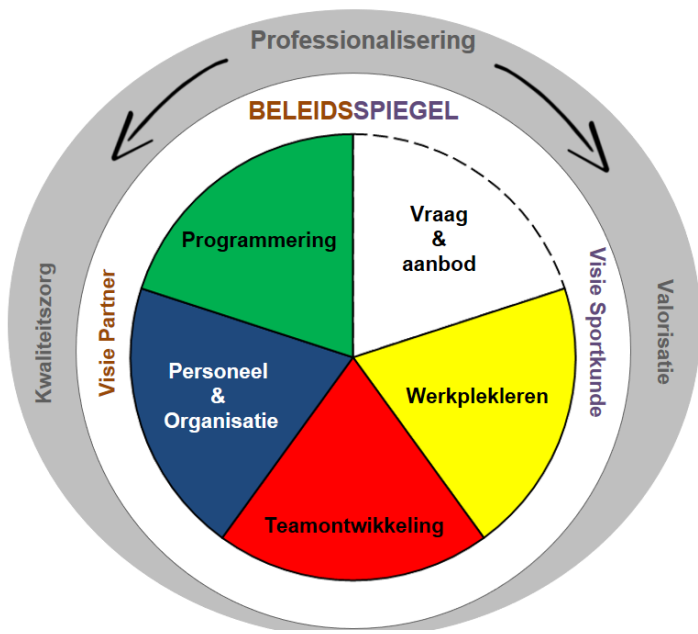 Professionalisering
BELEIDSSPIEGEL
Programmering
Vraag
&
aanbod
Kwaliteitszorg
Visie Partner
Visie Sportkunde
Valorisatie
Personeel
&
Organisatie
Werkplekleren
Teamontwikkeling